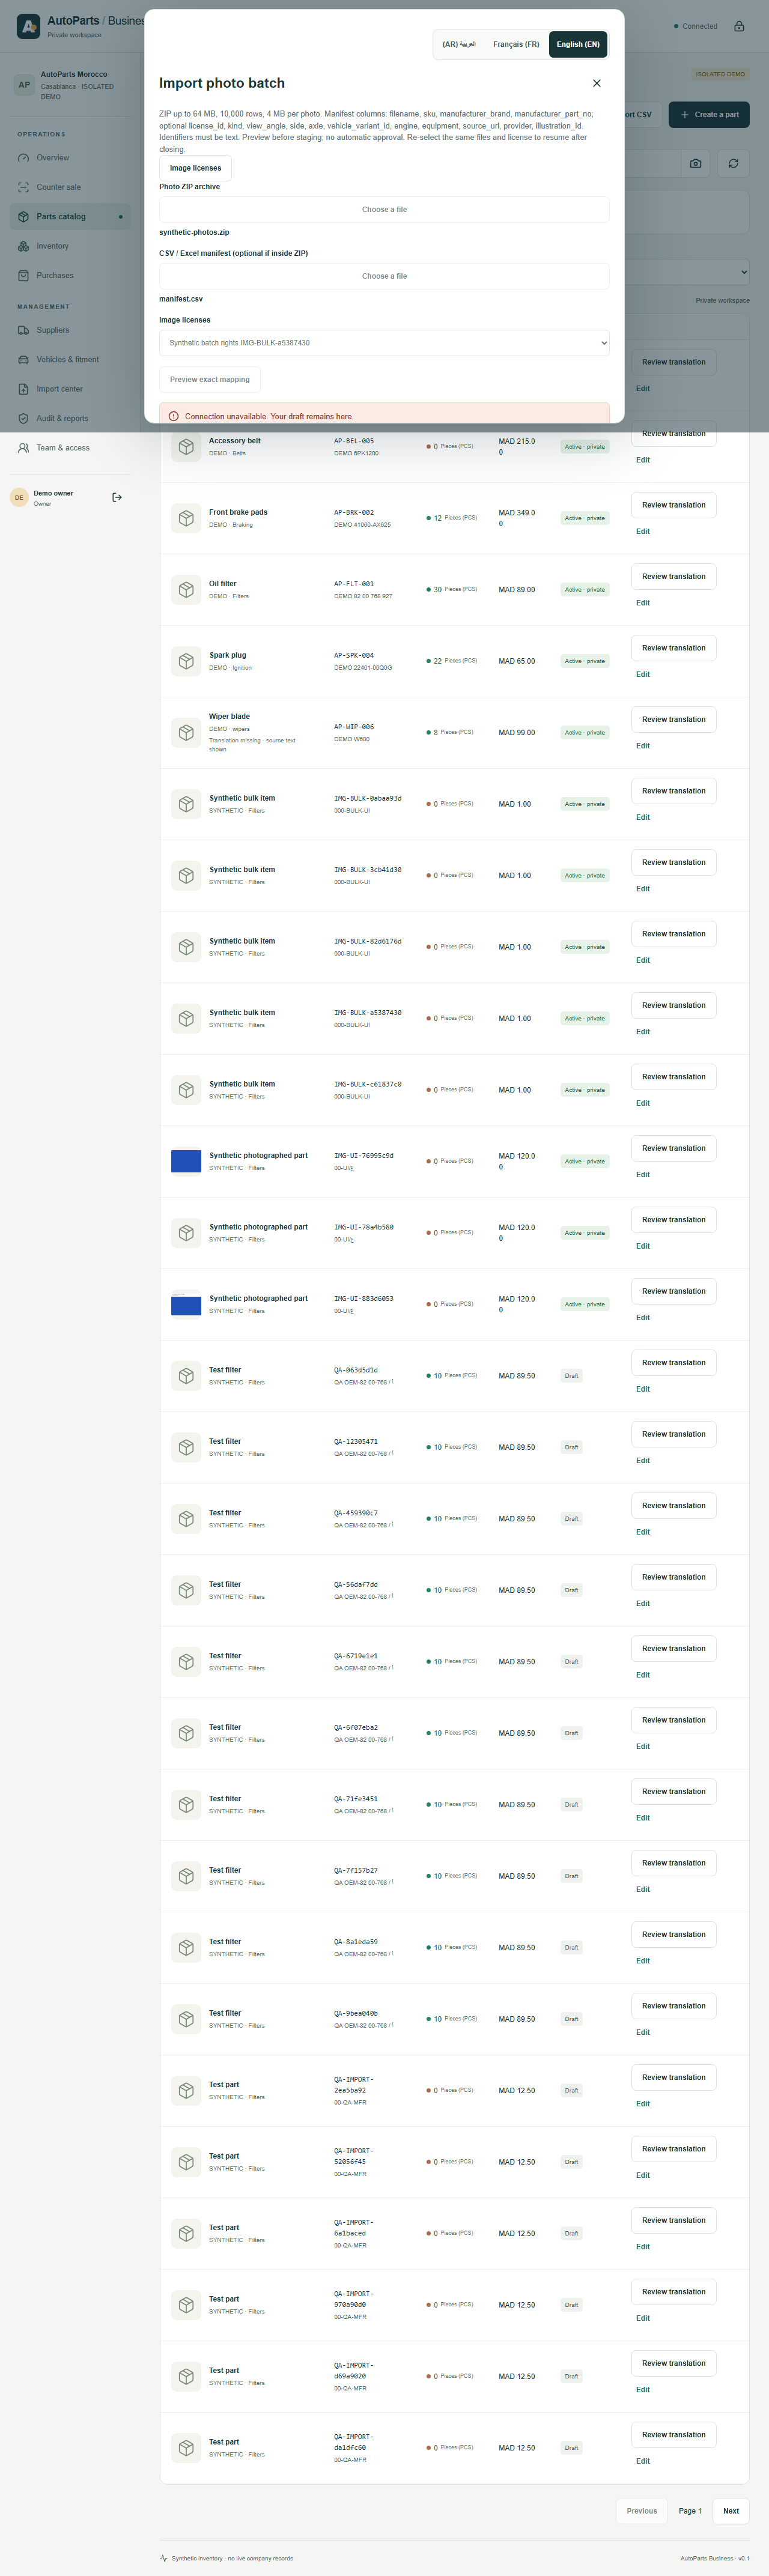 AutoParts / Busines
Private workspace
Connected
AP
AutoParts Morocco
Casablanca · ISOLATED
DEMO
OPERATIONS
Overview
Counter sale
Parts catalog
Inventory
Purchases
MANAGEMENT
Suppliers
Vehicles & fitment
Import center
Audit & reports
Team & access
DE
Demo owner
Owner
ISOLATED DEMO
ort CSV
Create a part
Private workspace
العربية (AR)
Français (FR)
English (EN)
Import photo batch
ZIP up to 64 MB, 10,000 rows, 4 MB per photo. Manifest columns: filename, sku, manufacturer_brand, manufacturer_part_no;
optional license_id, kind, view_angle, side, axle, vehicle_variant_id, engine, equipment, source_url, provider, illustration_id.
Identifiers must be text. Preview before staging; no automatic approval. Re-select the same files and license to resume after
closing.
Image licenses
Photo ZIP archive
Choose a file
synthetic-photos.zip
CSV / Excel manifest (optional if inside ZIP)
Choose a file
manifest.csv
Image licenses
Synthetic batch rights IMG-BULK-a5387430
Preview exact mapping
Connection unavailable. Your draft remains here.
Review translation
Edit
Accessory belt
DEMO · Belts
AP-BEL-005
DEMO 6PK1200
0 Pieces (PCS)
MAD 215.0
0
Active · private
Review translation
Edit
Front brake pads
DEMO · Braking
AP-BRK-002
DEMO 41060-AX625
12 Pieces (PCS)
MAD 349.0
0
Active · private
Review translation
Edit
Oil filter
DEMO · Filters
AP-FLT-001
DEMO 82 00 768 927
30 Pieces (PCS)
MAD 89.00
Active · private
Review translation
Edit
Spark plug
DEMO · Ignition
AP-SPK-004
DEMO 22401-00Q0G
22 Pieces (PCS)
MAD 65.00
Active · private
Review translation
Edit
Wiper blade
DEMO · wipers
Translation missing · source text
shown
AP-WIP-006
DEMO W600
8 Pieces (PCS)
MAD 99.00
Active · private
Review translation
Edit
Synthetic bulk item
SYNTHETIC · Filters
IMG-BULK-0abaa93d
000-BULK-UI
0 Pieces (PCS)
MAD 1.00
Active · private
Review translation
Edit
Synthetic bulk item
SYNTHETIC · Filters
IMG-BULK-3cb41d30
000-BULK-UI
0 Pieces (PCS)
MAD 1.00
Active · private
Review translation
Edit
Synthetic bulk item
SYNTHETIC · Filters
IMG-BULK-82d6176d
000-BULK-UI
0 Pieces (PCS)
MAD 1.00
Active · private
Review translation
Edit
Synthetic bulk item
SYNTHETIC · Filters
IMG-BULK-a5387430
000-BULK-UI
0 Pieces (PCS)
MAD 1.00
Active · private
Review translation
Edit
Synthetic bulk item
SYNTHETIC · Filters
IMG-BULK-c61837c0
000-BULK-UI
0 Pieces (PCS)
MAD 1.00
Active · private
Review translation
Edit
Synthetic photographed part
SYNTHETIC · Filters
IMG-UI-76995c9d
00-UI/ع
0 Pieces (PCS)
MAD 120.0
0
Active · private
Review translation
Edit
Synthetic photographed part
SYNTHETIC · Filters
IMG-UI-78a4b580
00-UI/ع
0 Pieces (PCS)
MAD 120.0
0
Active · private
Review translation
Edit
Synthetic photographed part
SYNTHETIC · Filters
IMG-UI-883d6053
00-UI/ع
0 Pieces (PCS)
MAD 120.0
0
Active · private
Review translation
Edit
Test filter
SYNTHETIC · Filters
QA-063d5d1d
QA OEM-82 00-768 / أ
10 Pieces (PCS)
MAD 89.50
Draft
Review translation
Edit
Test filter
SYNTHETIC · Filters
QA-12305471
QA OEM-82 00-768 / أ
10 Pieces (PCS)
MAD 89.50
Draft
Review translation
Edit
Test filter
SYNTHETIC · Filters
QA-459390c7
QA OEM-82 00-768 / أ
10 Pieces (PCS)
MAD 89.50
Draft
Review translation
Edit
Test filter
SYNTHETIC · Filters
QA-56daf7dd
QA OEM-82 00-768 / أ
10 Pieces (PCS)
MAD 89.50
Draft
Review translation
Edit
Test filter
SYNTHETIC · Filters
QA-6719e1e1
QA OEM-82 00-768 / أ
10 Pieces (PCS)
MAD 89.50
Draft
Review translation
Edit
Test filter
SYNTHETIC · Filters
QA-6f07eba2
QA OEM-82 00-768 / أ
10 Pieces (PCS)
MAD 89.50
Draft
Review translation
Edit
Test filter
SYNTHETIC · Filters
QA-71fe3451
QA OEM-82 00-768 / أ
10 Pieces (PCS)
MAD 89.50
Draft
Review translation
Edit
Test filter
SYNTHETIC · Filters
QA-7f157b27
QA OEM-82 00-768 / أ
10 Pieces (PCS)
MAD 89.50
Draft
Review translation
Edit
Test filter
SYNTHETIC · Filters
QA-8a1eda59
QA OEM-82 00-768 / أ
10 Pieces (PCS)
MAD 89.50
Draft
Review translation
Edit
Test filter
SYNTHETIC · Filters
QA-9bea040b
QA OEM-82 00-768 / أ
10 Pieces (PCS)
MAD 89.50
Draft
Review translation
Edit
Test part
SYNTHETIC · Filters
QA-IMPORT-
2ea5ba92
00-QA-MFR
0 Pieces (PCS)
MAD 12.50
Draft
Review translation
Edit
Test part
SYNTHETIC · Filters
QA-IMPORT-
52056f45
00-QA-MFR
0 Pieces (PCS)
MAD 12.50
Draft
Review translation
Edit
Test part
SYNTHETIC · Filters
QA-IMPORT-
6a1baced
00-QA-MFR
0 Pieces (PCS)
MAD 12.50
Draft
Review translation
Edit
Test part
SYNTHETIC · Filters
QA-IMPORT-
970a90d0
00-QA-MFR
0 Pieces (PCS)
MAD 12.50
Draft
Review translation
Edit
Test part
SYNTHETIC · Filters
QA-IMPORT-
d69a9020
00-QA-MFR
0 Pieces (PCS)
MAD 12.50
Draft
Review translation
Edit
Test part
SYNTHETIC · Filters
QA-IMPORT-
da1dfc60
00-QA-MFR
0 Pieces (PCS)
MAD 12.50
Draft
Review translation
Edit
Previous
Page 1
Next
Synthetic inventory · no live company records
AutoParts Business · v0.1